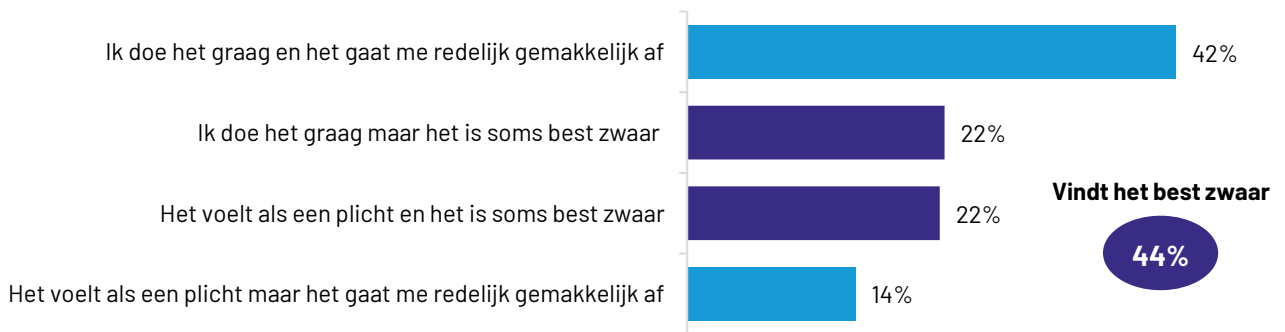 Ik doe het graag en het gaat me redelijk gemakkelijk af
42%
Ik doe het graag maar het is soms best zwaar
22%
Het voelt als een plicht en het is soms best zwaar
22%
Vindt het best zwaar
44%
Het voelt als een plicht maar het gaat me redelijk gemakkelijk af
14%